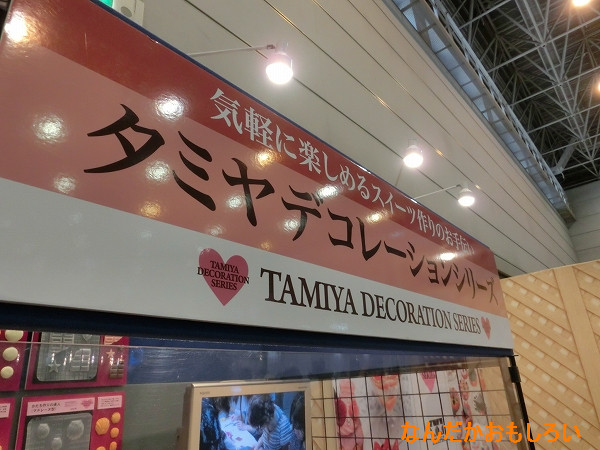 気軽に楽しめるスイーツ作りのお手伝い
タミヤデコレーションシリーズ
TAMIYA
DECORATION
SERIES
TAMIYA DECORATION SERIES
なんだかおもしろい